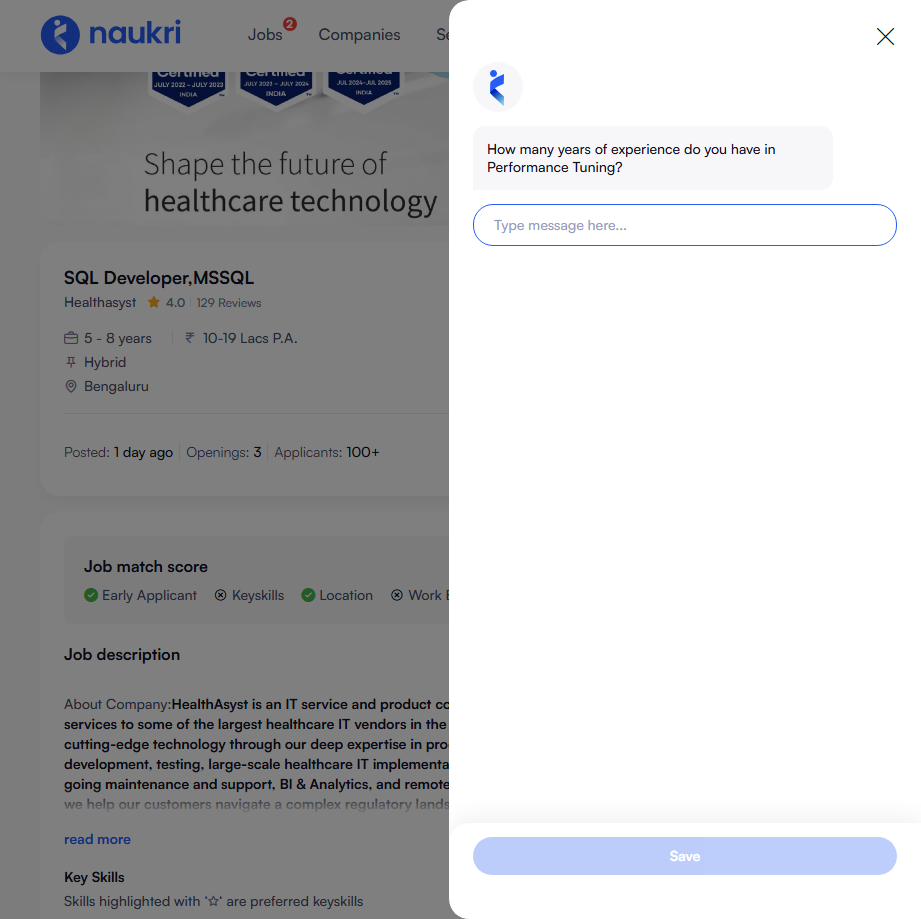 naukri
Jobs 2 Companies
Certified Certified Certified
JULY 2022 – JULY 2023 JULY 2023 – JULY 2024 JUL 2024–JUL 2025
INDIA INDIA INDIA
Shape the future of
healthcare technology
SQL Developer,MSSQL
Healthasyst 4.0 129 Reviews
5 - 8 years ₹ 10-19 Lacs P.A.
Hybrid
Bengaluru
Posted: 1 day ago Openings: 3 Applicants: 100+
Job match score
Early Applicant Keyskills Location Work
Job description
About Company:HealthAsyst is an IT service and product
services to some of the largest healthcare IT vendors in the
cutting-edge technology through our deep expertise in
development, testing, large-scale healthcare IT
going maintenance and support, BI & Analytics, and remote
we help our customers navigate a complex regulatory
read more
Key Skills
Skills highlighted with '☆' are preferred keyskills
How many years of experience do you have in
Performance Tuning?
Type message here...
Save